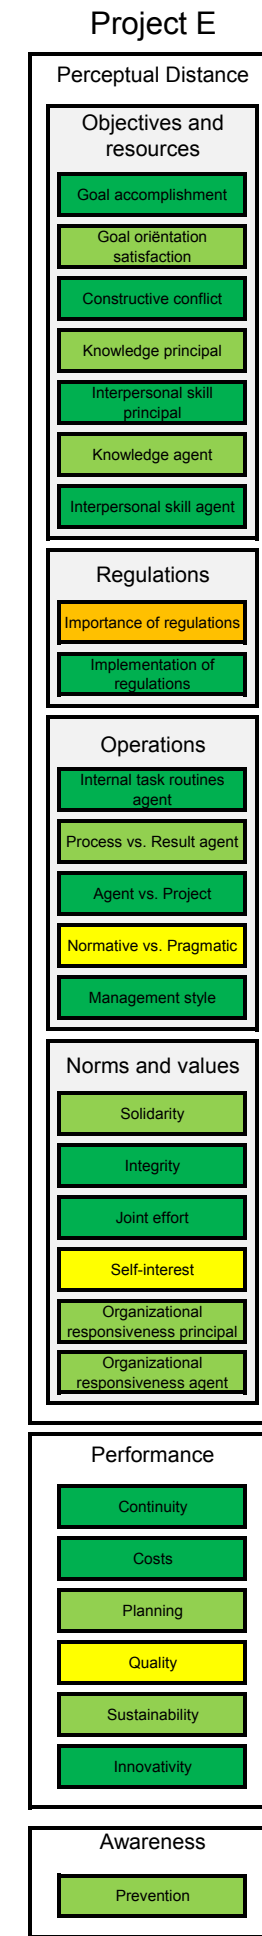 Project E
Perceptual Distance
Objectives and
resources
Goal accomplishment
Goal oriëntation
satisfaction
Constructive conflict
Knowledge principal
Interpersonal skill
principal
Knowledge agent
Interpersonal skill agent
Regulations
Importance of regulations
Implementation of
regulations
Operations
Internal task routines
agent
Process vs. Result agent
Agent vs. Project
Normative vs. Pragmatic
Management style
Norms and values
Solidarity
Integrity
Joint effort
Self-interest
Organizational
responsiveness principal
Organizational
responsiveness agent
Performance
Continuity
Costs
Planning
Quality
Sustainability
Innovativity
Awareness
Prevention